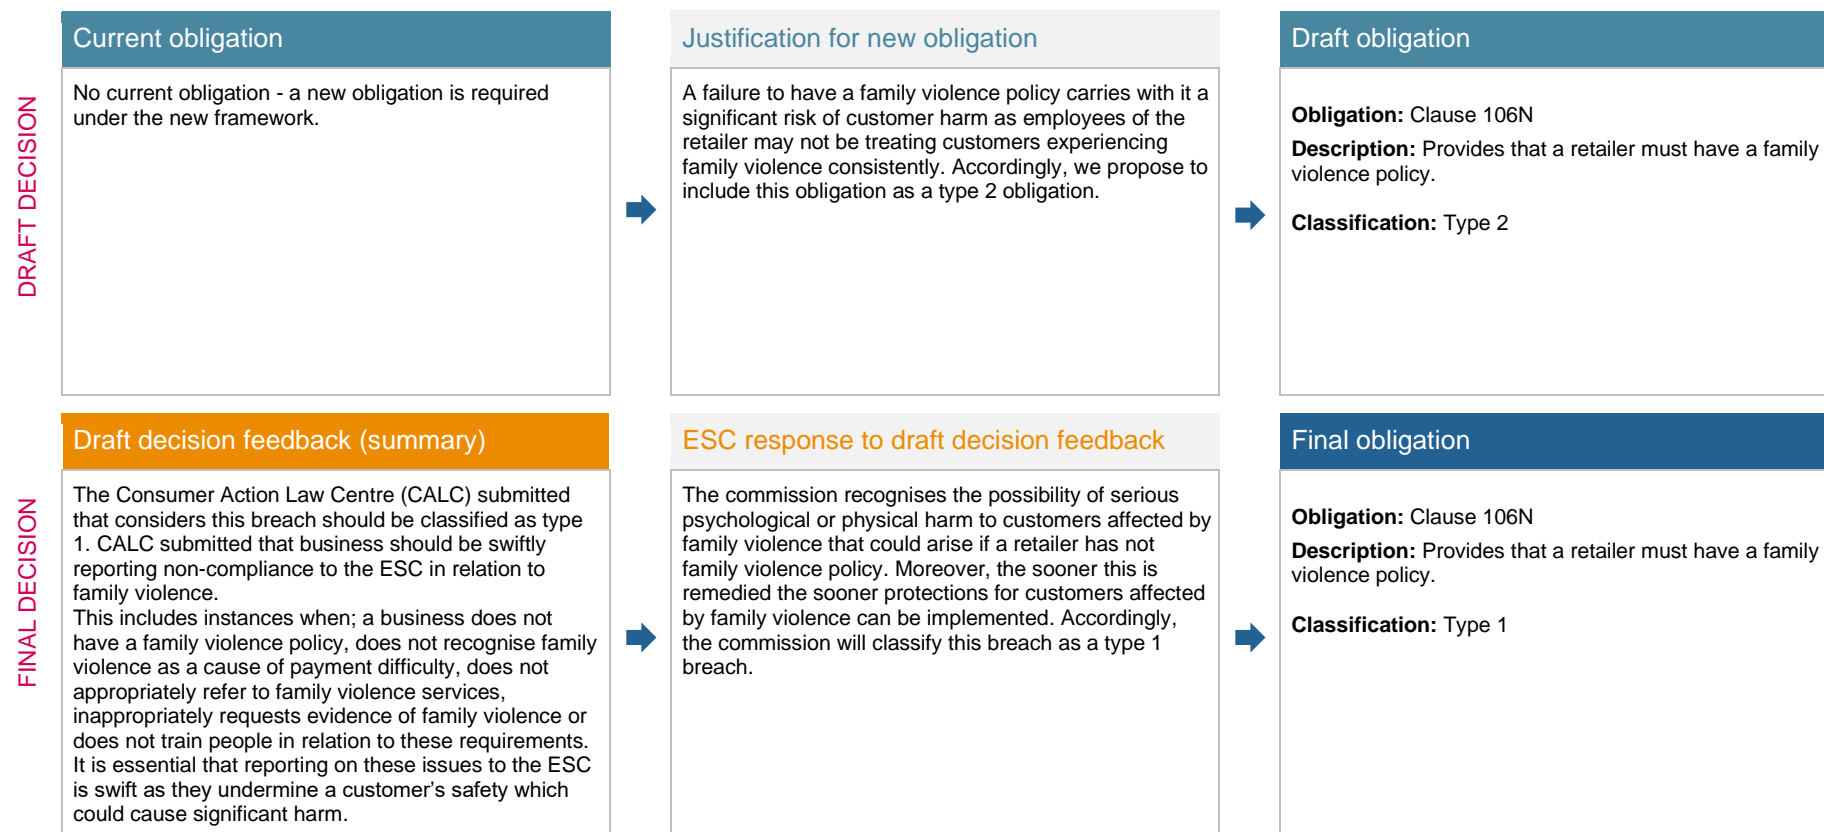 DRAFT DECISION
Current obligation
No current obligation - a new obligation is required
under the new framework.
Justification for new obligation
A failure to have a family violence policy carries with it a
significant risk of customer harm as employees of the
retailer may not be treating customers experiencing
family violence consistently. Accordingly, we propose to
include this obligation as a type 2 obligation.
Draft obligation
Obligation: Clause 106N
Description: Provides that a retailer must have a family
violence policy.
Classification: Type 2
FINAL DECISION
Draft decision feedback (summary)
The Consumer Action Law Centre (CALC) submitted
that considers this breach should be classified as type
1. CALC submitted that business should be swiftly
reporting non-compliance to the ESC in relation to
family violence.
This includes instances when; a business does not
have a family violence policy, does not recognise family
violence as a cause of payment difficulty, does not
appropriately refer to family violence services,
inappropriately requests evidence of family violence or
does not train people in relation to these requirements.
It is essential that reporting on these issues to the ESC
is swift as they undermine a customer's safety which
could cause significant harm.
ESC response to draft decision feedback
The commission recognises the possibility of serious
psychological or physical harm to customers affected by
family violence that could arise if a retailer has not
family violence policy. Moreover, the sooner this is
remedied the sooner protections for customers affected
by family violence can be implemented. Accordingly,
the commission will classify this breach as a type 1
breach.
Final obligation
Obligation: Clause 106N
Description: Provides that a retailer must have a family
violence policy.
Classification: Type 1